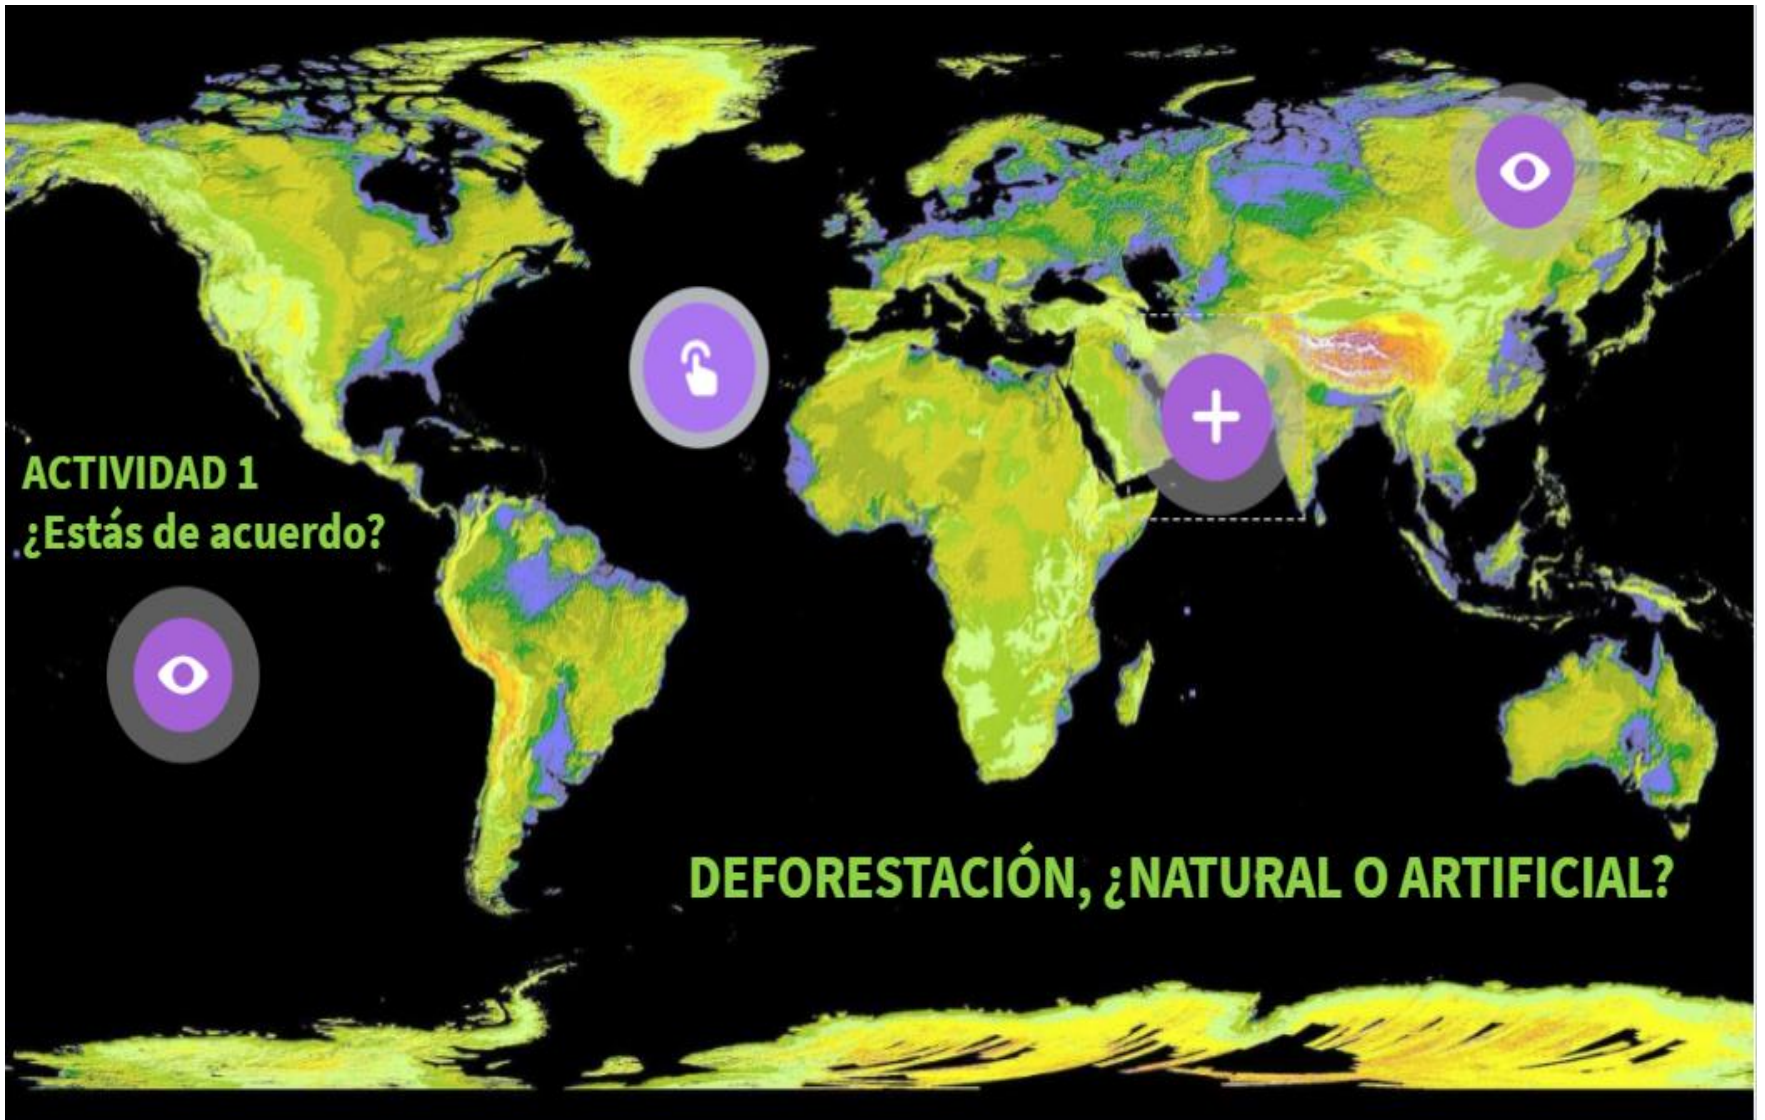 ACTIVIDAD 1
¿Estás de acuerdo?
DEFORESTACIÓN, ¿NATURAL O ARTIFICIAL?